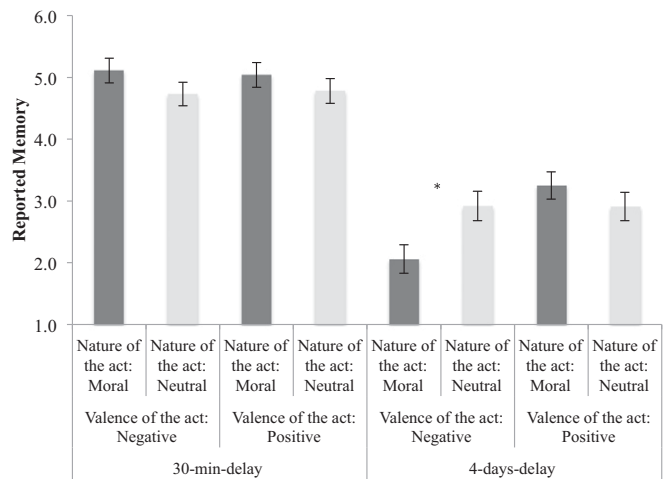 6.0
5.0
4.0
3.0
2.0
1.0
Reported Memory
*
Nature of the act: Moral
Nature of the act: Neutral
Nature of the act: Moral
Nature of the act: Neutral
Nature of the act: Moral
Nature of the act: Neutral
Nature of the act: Moral
Nature of the act: Neutral
Valence of the act: Negative
Valence of the act: Positive
Valence of the act: Negative
Valence of the act: Positive
30-min-delay
4-days-delay